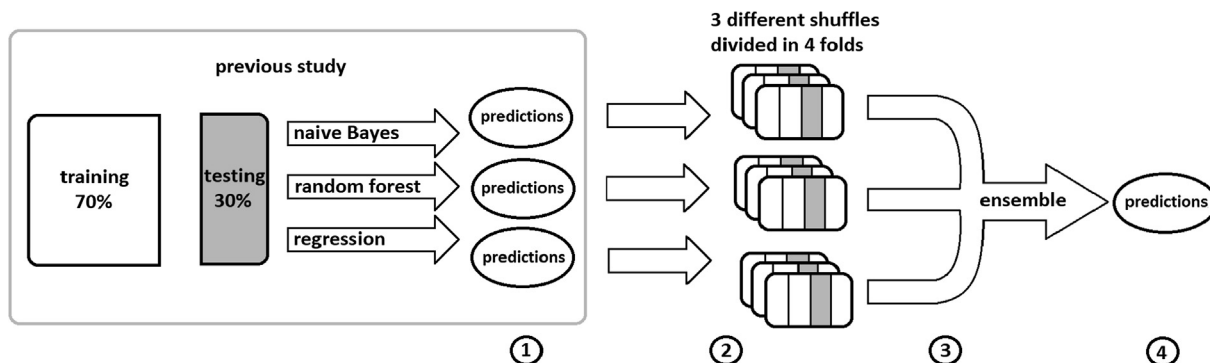 3 different shuffles
divided in 4 folds
previous study
training
70%
testing
30%
naive Bayes
random forest
regression
predictions
predictions
predictions
ensemble
predictions
1
2
3
4